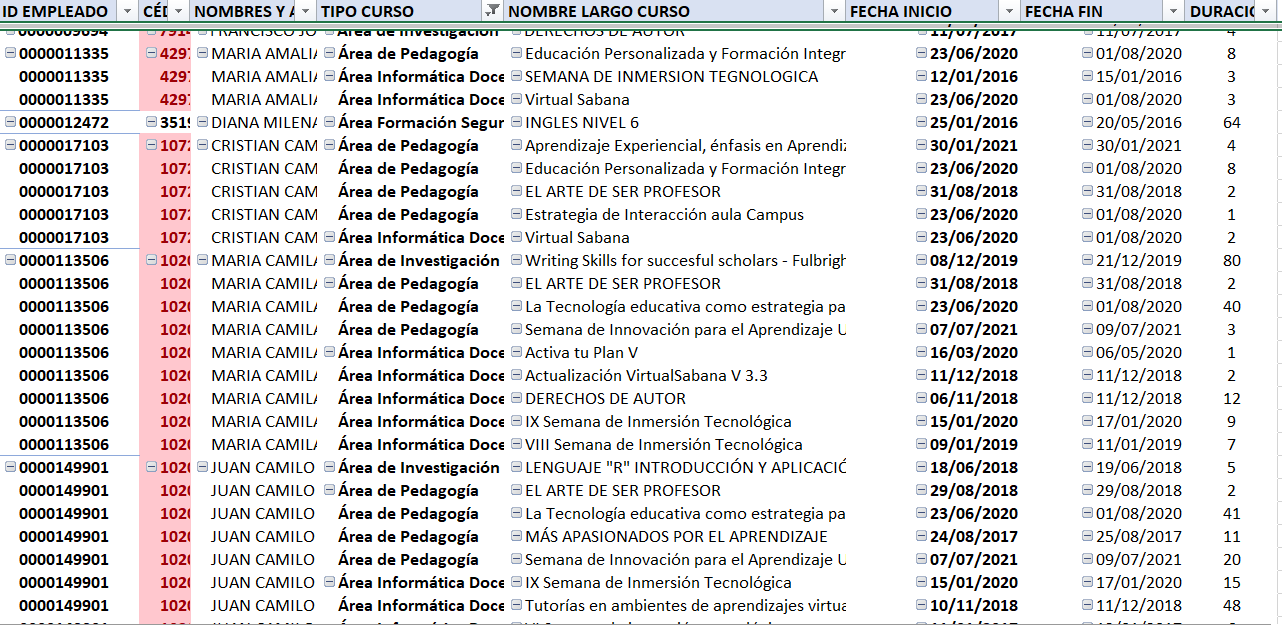 ID EMPLEADO CÉD NOMBRES Y A TIPO CURSO NOMBRE LARGO CURSO FECHA INICIO FECHA FIN DURACIO
0000009694 7914 FRANCISCO JO Área de Investigación DERECHOS DE AUTOR 11/07/2017 11/07/2017 4
0000011335 4297 MARIA AMALIA Área de Pedagogía Educación Personalizada y Formación Integr 23/06/2020 01/08/2020 8
0000011335 4297 MARIA AMALIA Área Informática Doce SEMANA DE INMERSION TEGNOLOGICA 12/01/2016 15/01/2016 3
0000011335 4297 MARIA AMALIA Área Informática Doce Virtual Sabana 23/06/2020 01/08/2020 3
0000012472 3519 DIANA MILENA Área Formación Segur INGLES NIVEL 6 25/01/2016 20/05/2016 64
0000017103 1072 CRISTIAN CAM Área de Pedagogía Aprendizaje Experiencial, énfasis en Aprendiz 30/01/2021 30/01/2021 4
0000017103 1072 CRISTIAN CAM Área de Pedagogía Educación Personalizada y Formación Integr 23/06/2020 01/08/2020 8
0000017103 1072 CRISTIAN CAM Área de Pedagogía EL ARTE DE SER PROFESOR 31/08/2018 31/08/2018 2
0000017103 1072 CRISTIAN CAM Área de Pedagogía Estrategia de Interacción aula Campus 23/06/2020 01/08/2020 1
0000017103 1072 CRISTIAN CAM Área Informática Doce Virtual Sabana 23/06/2020 01/08/2020 2
0000113506 1020 MARIA CAMILA Área de Investigación Writing Skills for succesful scholars - Fulbrigh 08/12/2019 21/12/2019 80
0000113506 1020 MARIA CAMILA Área de Pedagogía EL ARTE DE SER PROFESOR 31/08/2018 31/08/2018 2
0000113506 1020 MARIA CAMILA Área de Pedagogía La Tecnología educativa como estrategia pa 23/06/2020 01/08/2020 40
0000113506 1020 MARIA CAMILA Área de Pedagogía Semana de Innovación para el Aprendizaje U 07/07/2021 09/07/2021 3
0000113506 1020 MARIA CAMILA Área Informática Doce Activa tu Plan V 16/03/2020 06/05/2020 1
0000113506 1020 MARIA CAMILA Área Informática Doce Actualización VirtualSabana V 3.3 11/12/2018 11/12/2018 2
0000113506 1020 MARIA CAMILA Área Informática Doce DERECHOS DE AUTOR 06/11/2018 11/12/2018 12
0000113506 1020 MARIA CAMILA Área Informática Doce IX Semana de Inmersión Tecnológica 15/01/2020 17/01/2020 9
0000113506 1020 MARIA CAMILA Área Informática Doce VIII Semana de Inmersión Tecnológica 09/01/2019 11/01/2019 7
0000149901 1020 JUAN CAMILO Área de Investigación LENGUAJE "R" INTRODUCCIÓN Y APLICACIÓ 18/06/2018 19/06/2018 5
0000149901 1020 JUAN CAMILO Área de Pedagogía EL ARTE DE SER PROFESOR 29/08/2018 29/08/2018 2
0000149901 1020 JUAN CAMILO Área de Pedagogía La Tecnología educativa como estrategia pa 23/06/2020 01/08/2020 41
0000149901 1020 JUAN CAMILO Área de Pedagogía MÁS APASIONADOS POR EL APRENDIZAJE 24/08/2017 25/08/2017 11
0000149901 1020 JUAN CAMILO Área de Pedagogía Semana de Innovación para el Aprendizaje U 07/07/2021 09/07/2021 20
0000149901 1020 JUAN CAMILO Área Informática Doce IX Semana de Inmersión Tecnológica 15/01/2020 17/01/2020 15
0000149901 1020 JUAN CAMILO Área Informática Doce Tutorías en ambientes de aprendizajes virtua 10/11/2018 11/12/2018 48